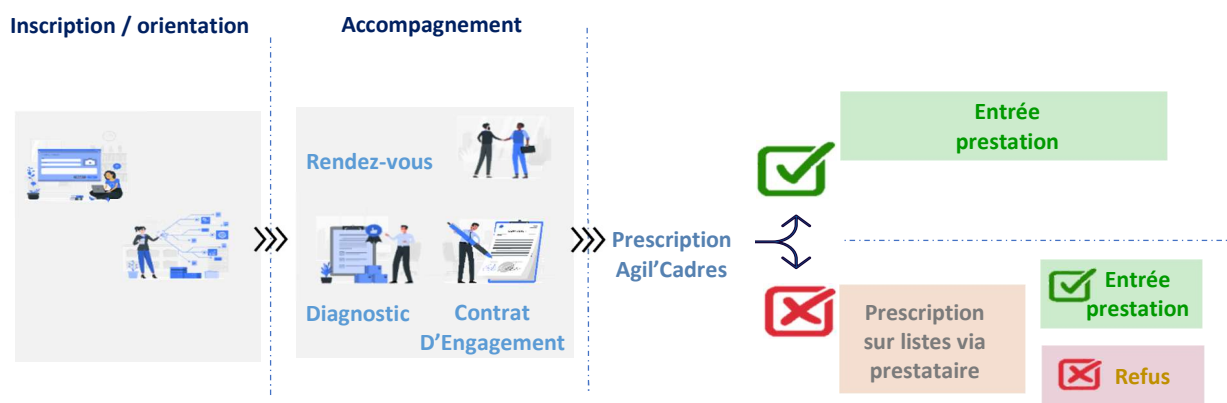 Inscription / orientation
Accompagnement
Rendez-vous
Diagnostic
Contrat
D’Engagement
Prescription
Agil’Cadres
Entrée
prestation
Prescription
sur listes via
prestataire
Entrée
prestation
Refus